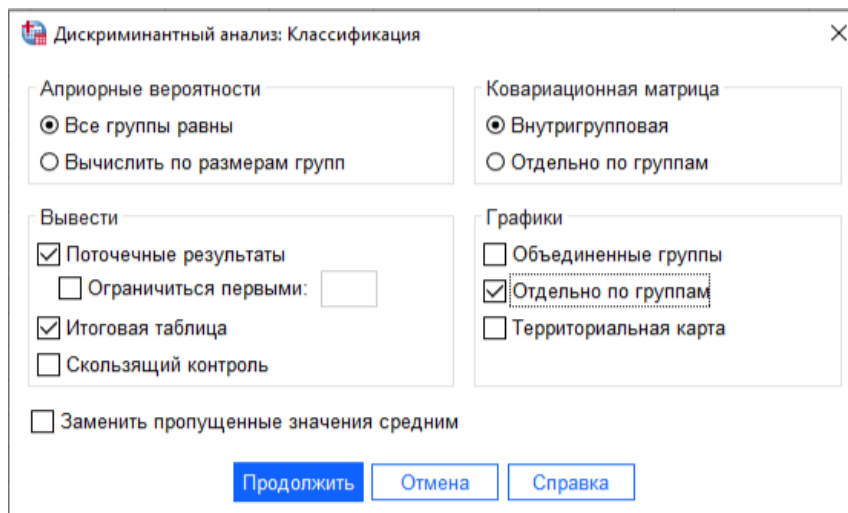 Дискриминантный анализ: Классификация
Априорные вероятности
Все группы равны
Вычислить по размерам групп
Ковариационная матрица
Внутригрупповая
Отдельно по группам
Вывести
Поточечные результаты
Ограничиться первыми:
Итоговая таблица
Скользящий контроль
Графики
Объединенные группы
Отдельно по группам
Территориальная карта
Заменить пропущенные значения средним
Продолжить
Отмена
Справка